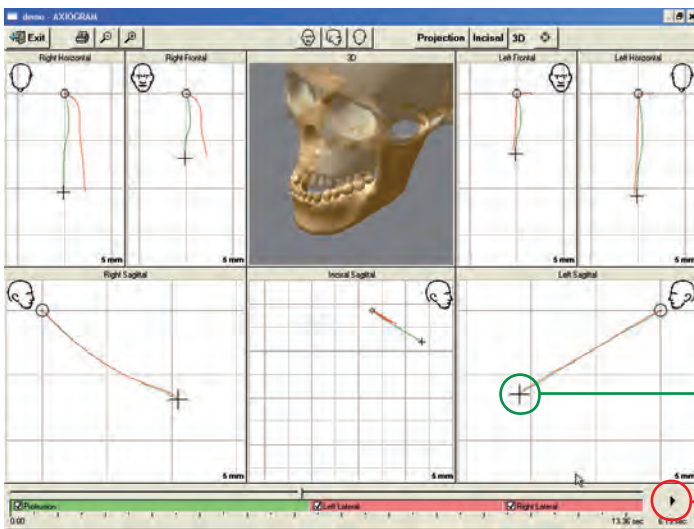 demo - AXIOGRAM
Exit Projection Incisal 3D
Right Horizontal Right Frontal 3D Left Frontal Left Horizontal
5 mm 5 mm 5 mm 5 mm
Right Sagittal Incisal Sagittal Left Sagittal
5 mm 5 mm 5 mm
Protrusion Left Lateral Right Lateral
0.00 13.36 sec